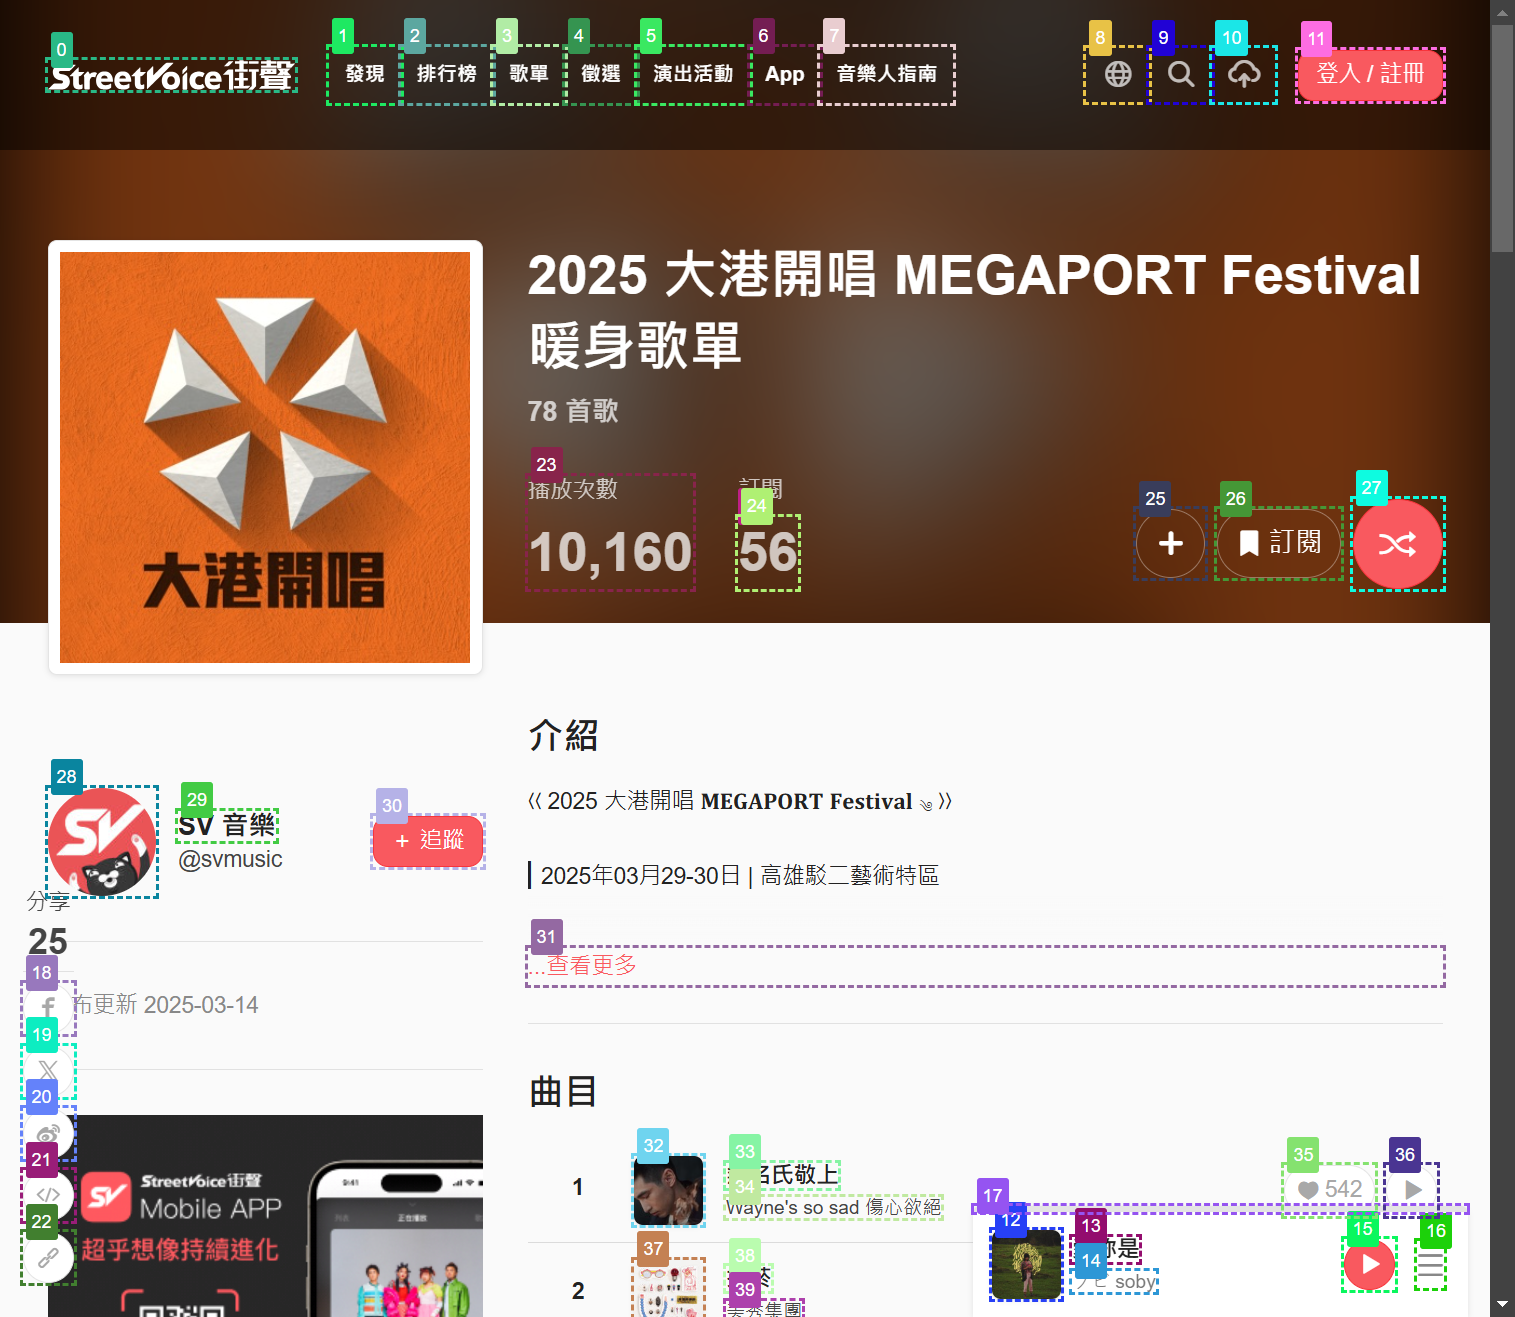 StreetVoice街聲
發現
排行榜
歌單
徵選
演出活動
App
音樂人指南
登入 / 註冊
0
1
2
3
4
5
6
7
8
9
10
11
大港開唱
2025 大港開唱 MEGAPORT Festival
暖身歌單
78 首歌
23
播放次數
10,160
訂閱
24
56
25
26
訂閱
27
28
29
SV 音樂
@svmusic
30
+ 追蹤
分享
25
布更新 2025-03-14
18
19
20
21
22
StreetVoice街聲
Mobile APP
超乎想像持續進化
9:41
正在播放
介紹
⟨⟨ 2025 大港開唱 𝐌𝐄𝐆𝐀𝐏𝐎𝐑𝐓 𝐅𝐞𝐬𝐭𝐢𝐯𝐚𝐥 ༄ ⟩⟩
2025年03月29-30日 | 高雄駁二藝術特區
31
...查看更多
曲目
1
32
33
名氏敬上
34
Wayne's so sad 傷心欲絕
35
542
36
2
37
38
菸
39
美秀集團
17
12
13
你是
14
soby
15
16